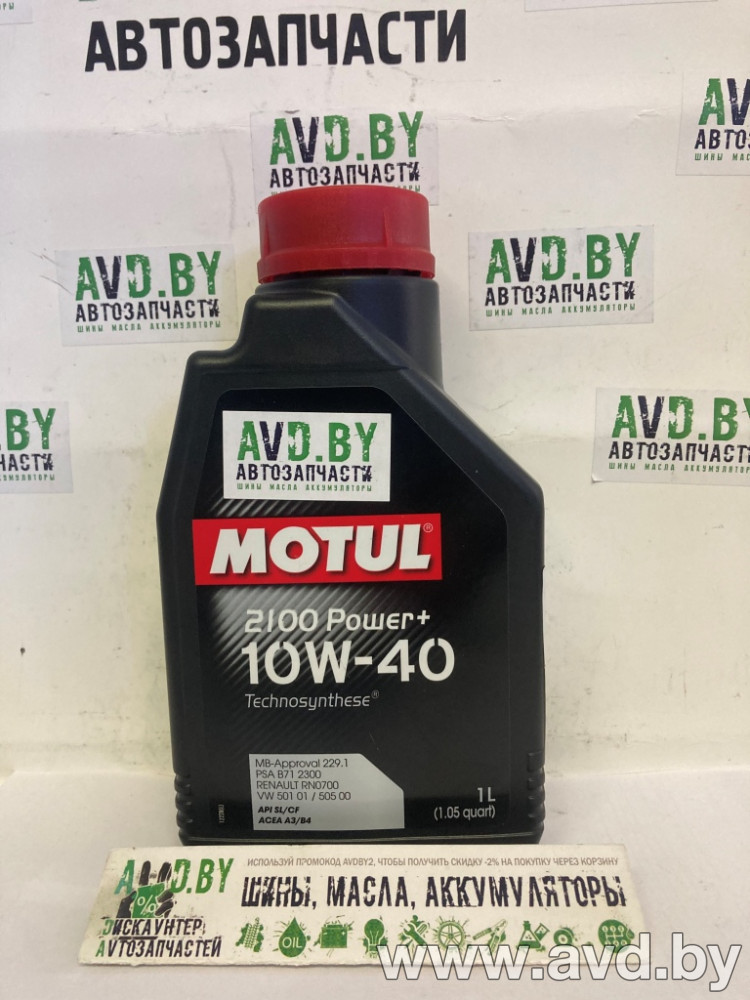 АВТОЗАПЧАСТИ
AVD.BY
АВТОЗАПЧАСТИ
AVD.BY
АВТОЗАПЧАСТИ
ШИНЫ МАСЛА АККУМУЛЯТОРЫ
AVD.BY
АВТОЗАПЧАСТИ
ШИНЫ МАСЛА АККУМУЛЯТОРЫ
AVD.BY
АВТОЗАПЧАСТИ
ШИНЫ МАСЛА АККУМУЛЯТОРЫ
AVD.BY
АВТОЗАПЧАСТИ
ШИНЫ МАСЛА АККУМУЛЯТОРЫ
MOTUL®
2100 Power+
10W-40
Technosynthese®
MB-Approval 229.1
PSA B71 2300
RENAULT RN0700
VW 501 01 / 505 00
API SL/CF
ACEA A3/B4
1 L
(1.05 quart)
ИСПОЛЬЗУЙ ПРОМОКОД AVDBY2, ЧТОБЫ ПОЛУЧИТЬ СКИДКУ -2% НА ПОКУПКУ ЧЕРЕЗ КОРЗИНУ
AVD.BY
ШИНЫ, МАСЛА, АККУМУЛЯТОРЫ
%
ДИСКАУНТЕР
АВТОЗАПЧАСТЕЙ
OIL
www.avd.by